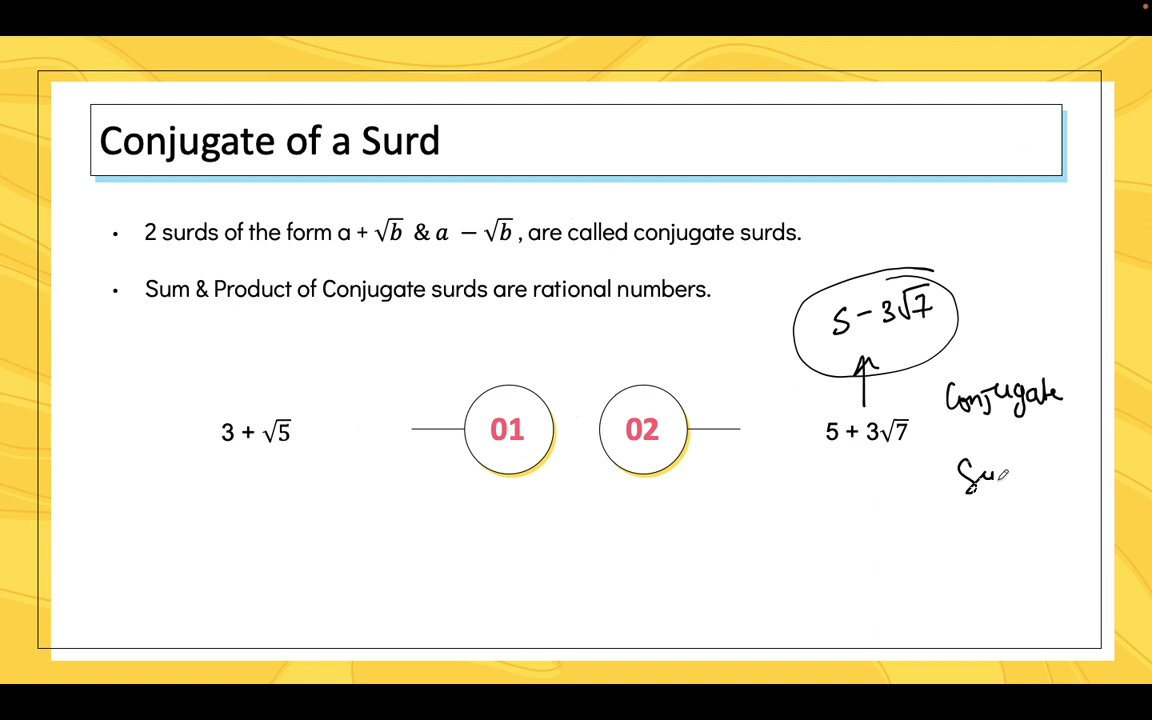 Conjugate of a Surd
• 2 surds of the form a + √b & a − √b , are called conjugate surds.
• Sum & Product of Conjugate surds are rational numbers.
5 − 3√7
Conjugate
3 + √5
01
02
5 + 3√7
Su